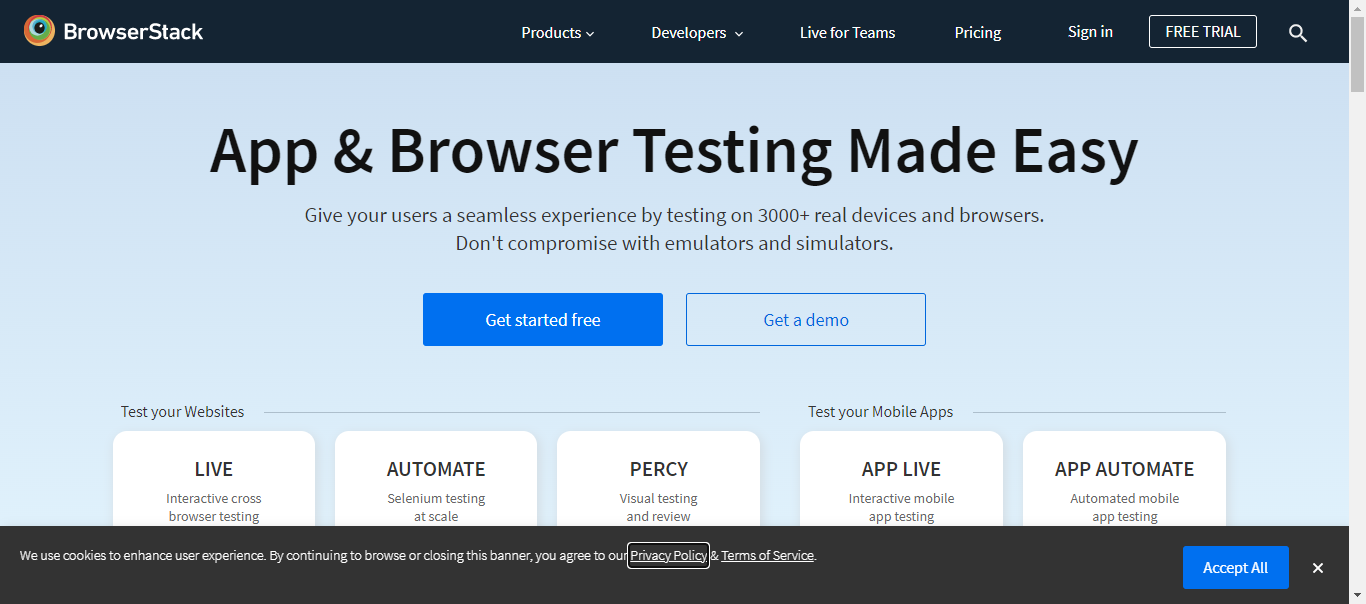 BrowserStack Products Developers Live for Teams Pricing Sign in FREE TRIAL
App & Browser Testing Made Easy
Give your users a seamless experience by testing on 3000+ real devices and browsers.
Don't compromise with emulators and simulators.
Get started free Get a demo
Test your Websites Test your Mobile Apps
LIVE AUTOMATE PERCY APP LIVE APP AUTOMATE
Interactive cross Selenium testing Visual testing Interactive mobile Automated mobile
browser testing at scale and review app testing app testing
We use cookies to enhance user experience. By continuing to browse or closing this banner, you agree to our Privacy Policy & Terms of Service.
Accept All